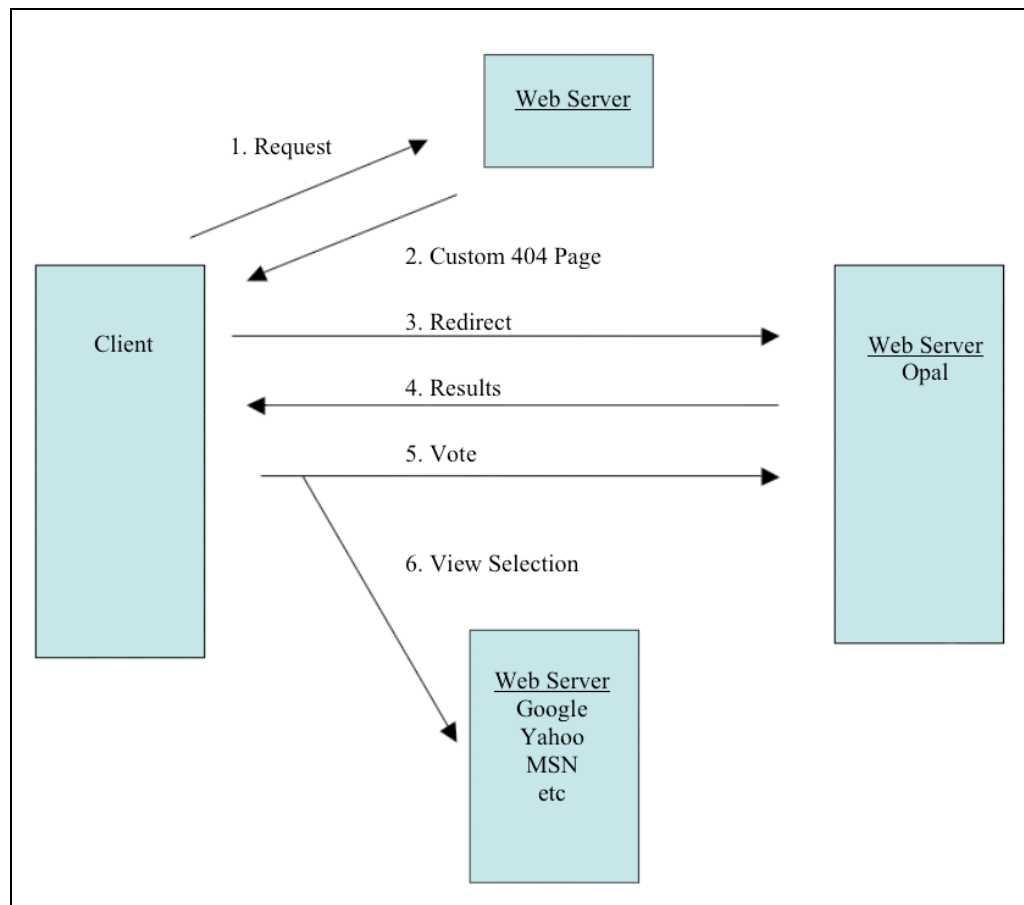 Web Server
1. Request
2. Custom 404 Page
3. Redirect
Client
Web Server
Opal
4. Results
5. Vote
6. View Selection
Web Server
Google
Yahoo
MSN
etc